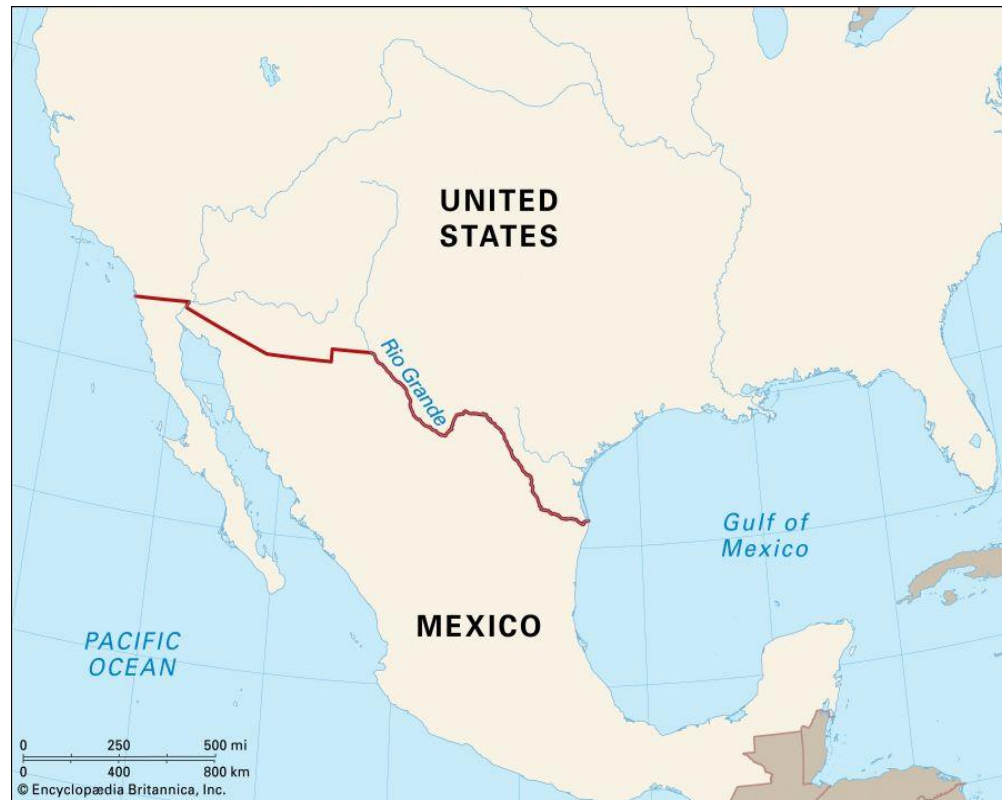 UNITED
STATES
Rio Grande
Gulf of
Mexico
MEXICO
PACIFIC
OCEAN
0 250 500 mi
0 400 800 km
© Encyclopædia Britannica, Inc.